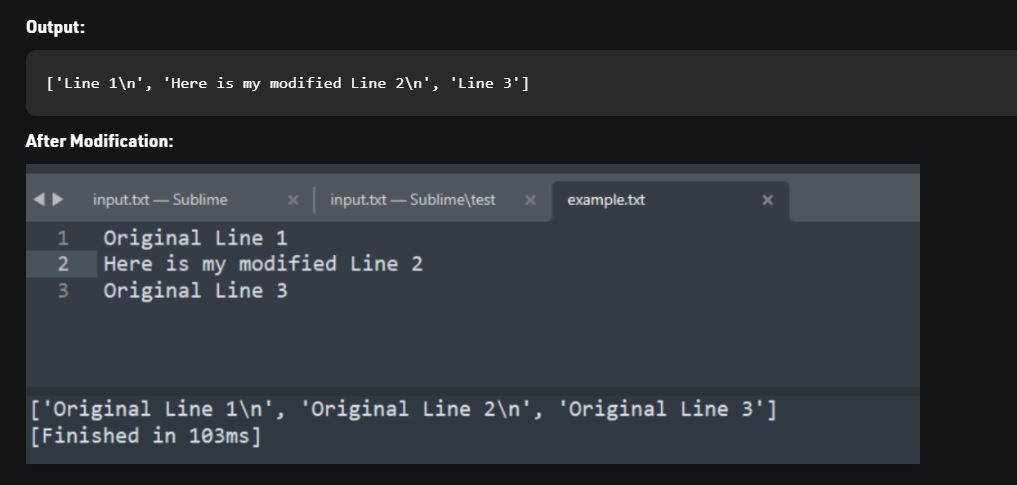 Output:
['Line 1\n', 'Here is my modified Line 2\n', 'Line 3']
After Modification:
input.txt — Sublime × input.txt — Sublime\test × example.txt ×
1 Original Line 1
2 Here is my modified Line 2
3 Original Line 3
['Original Line 1\n', 'Original Line 2\n', 'Original Line 3']
[Finished in 103ms]